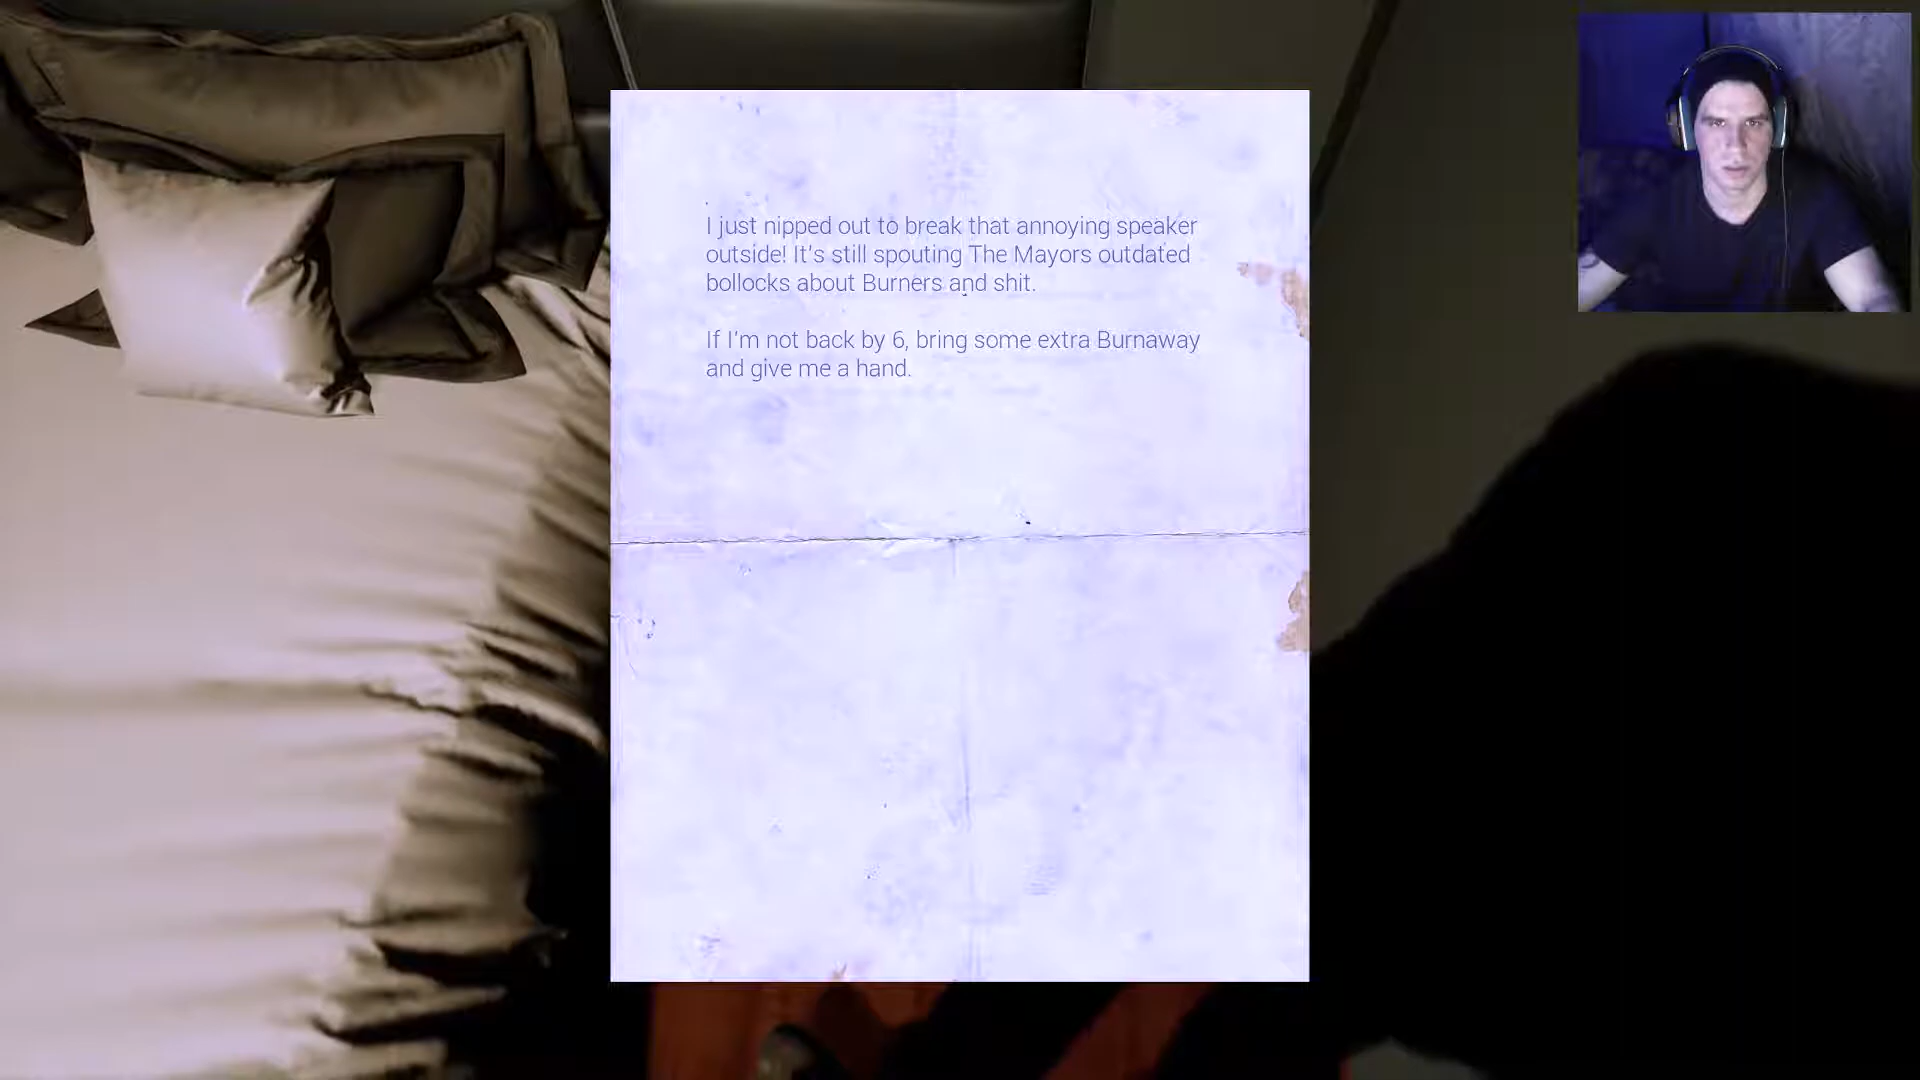 I just nipped out to break that annoying speaker
outside! It's still spouting The Mayors outdated
bollocks about Burners and shit.
If I'm not back by 6, bring some extra Burnaway
and give me a hand.